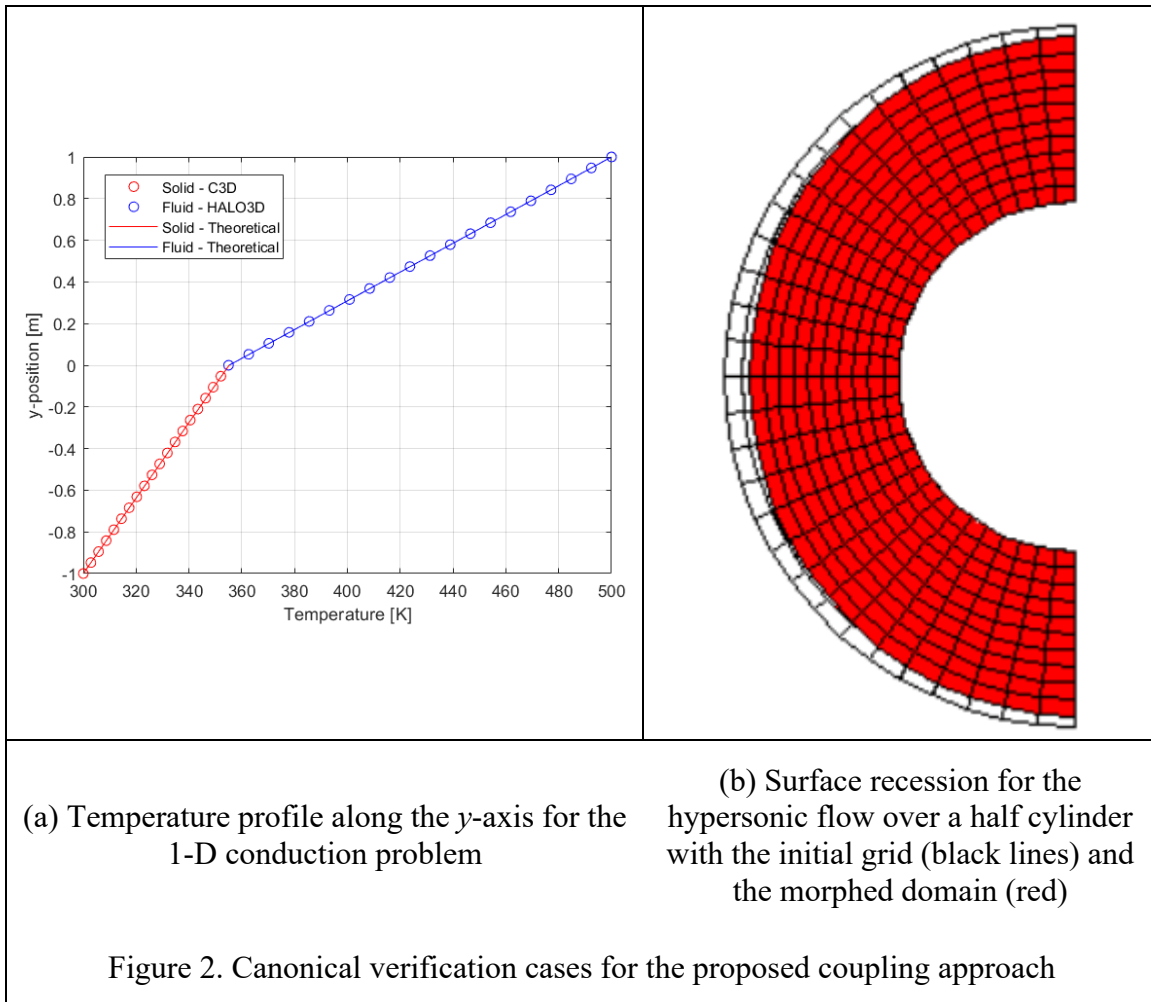 1
0.8
0.6
0.4
0.2
0
-0.2
-0.4
-0.6
-0.8
-1
y-position [m]
Solid - C3D
Fluid - HALO3D
Solid - Theoretical
Fluid - Theoretical
300 320 340 360 380 400 420 440 460 480 500
Temperature [K]
(a) Temperature profile along the y-axis for the
1-D conduction problem
(b) Surface recession for the
hypersonic flow over a half cylinder
with the initial grid (black lines) and
the morphed domain (red)
Figure 2. Canonical verification cases for the proposed coupling approach